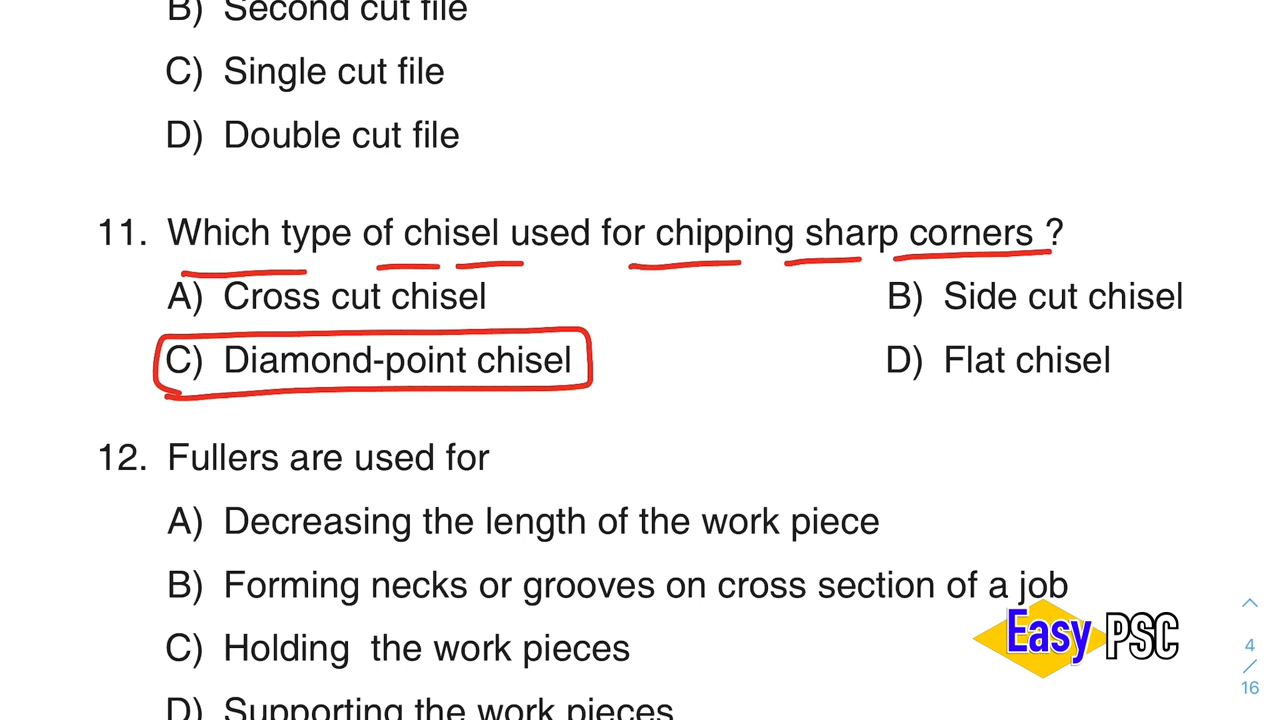 B) Second cut file
C) Single cut file
D) Double cut file
11. Which type of chisel used for chipping sharp corners ?
A) Cross cut chisel B) Side cut chisel
C) Diamond-point chisel D) Flat chisel
12. Fullers are used for
A) Decreasing the length of the work piece
B) Forming necks or grooves on cross section of a job
C) Holding the work pieces
D) Supporting the work pieces
Easy PSC
4
/
16